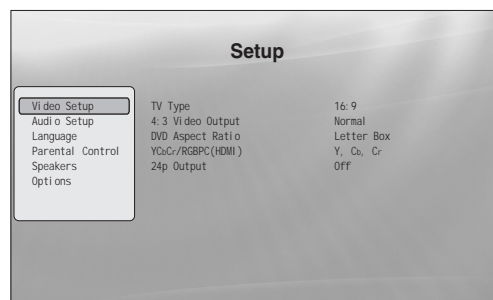 Setup
Video Setup
Audio Setup
Language
Parental Control
Speakers
Options
TV Type 16:9
4:3 Video Output Normal
DVD Aspect Ratio Letter Box
YCbCr/RGBPC(HDMI) Y, Cb, Cr
24p Output Off